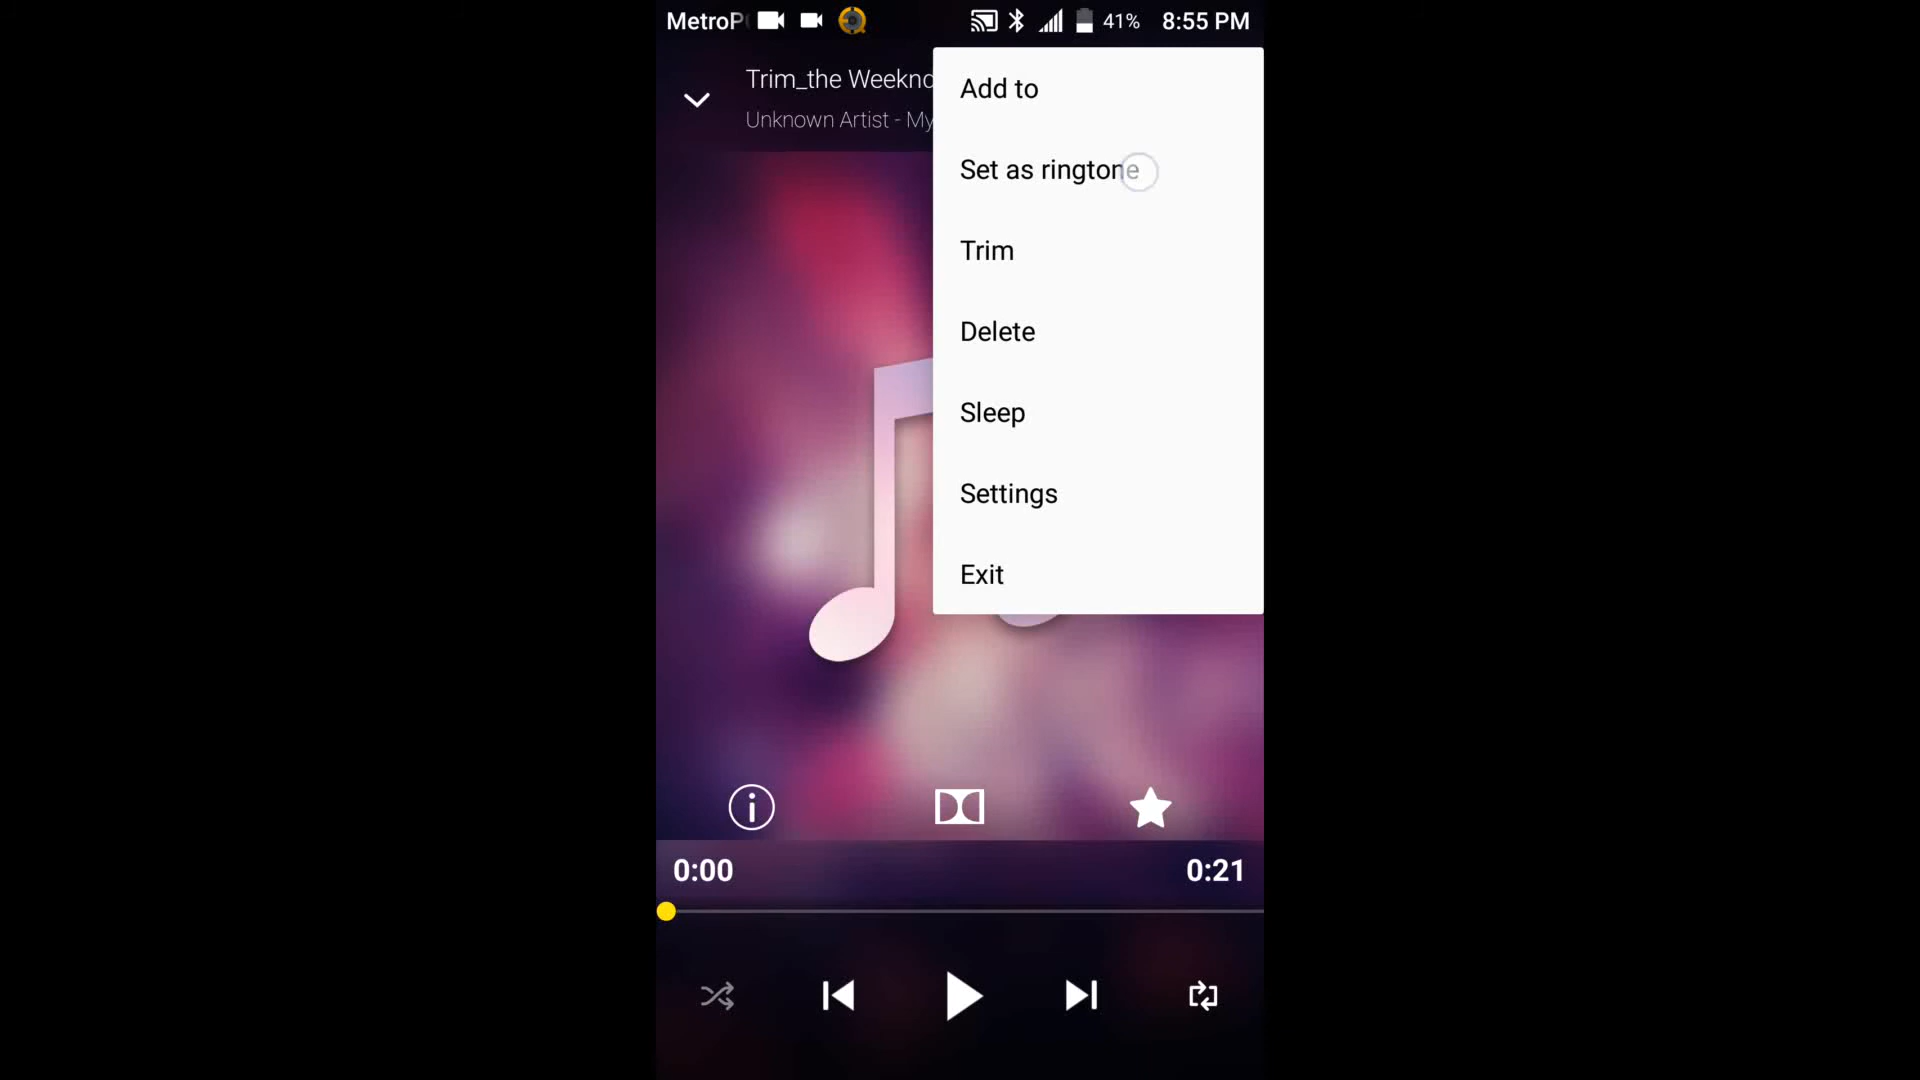 MetroP
41% 8:55 PM
Trim_the Weeknd
Unknown Artist - My
Add to
Set as ringtone
Trim
Delete
Sleep
Settings
Exit
0:00
0:21